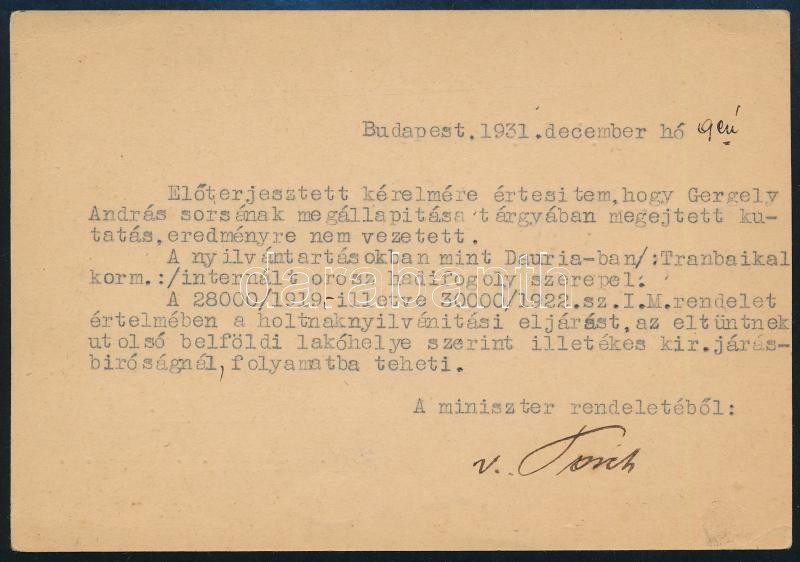 Budapest,1931.december hó 9én
Előterjesztett kérelmére értesitem,hogy Gergely
András sorsának megállapitása tárgyában megejtett ku-
tatás,eredményre nem vezetett.
A nyilvántartásokban mint Dauria-ban/:Tranbaikal
korm.:/internált orosz hadifogoly szerepel.
A 28000/1919-illetve 30000/1922.sz.I.M.rendelet
értelmében a holtnaknyilvánitási eljárást,az eltüntnek
utolsó belföldi lakóhelye szerint illetékes kir.járás-
biróságnál,folyamatba teheti.
A miniszter rendeletéből:
darabanth